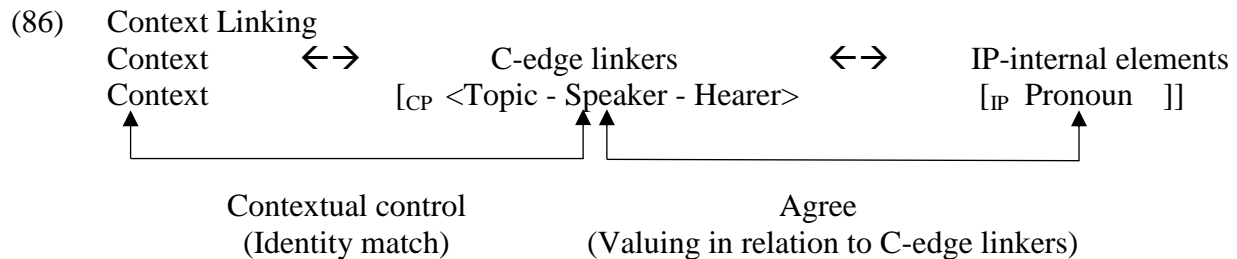 (86) Context Linking
Context ←→ C-edge linkers ←→ IP-internal elements
Context [CP <Topic - Speaker - Hearer> [IP Pronoun ]]
Contextual control Agree
(Identity match) (Valuing in relation to C-edge linkers)